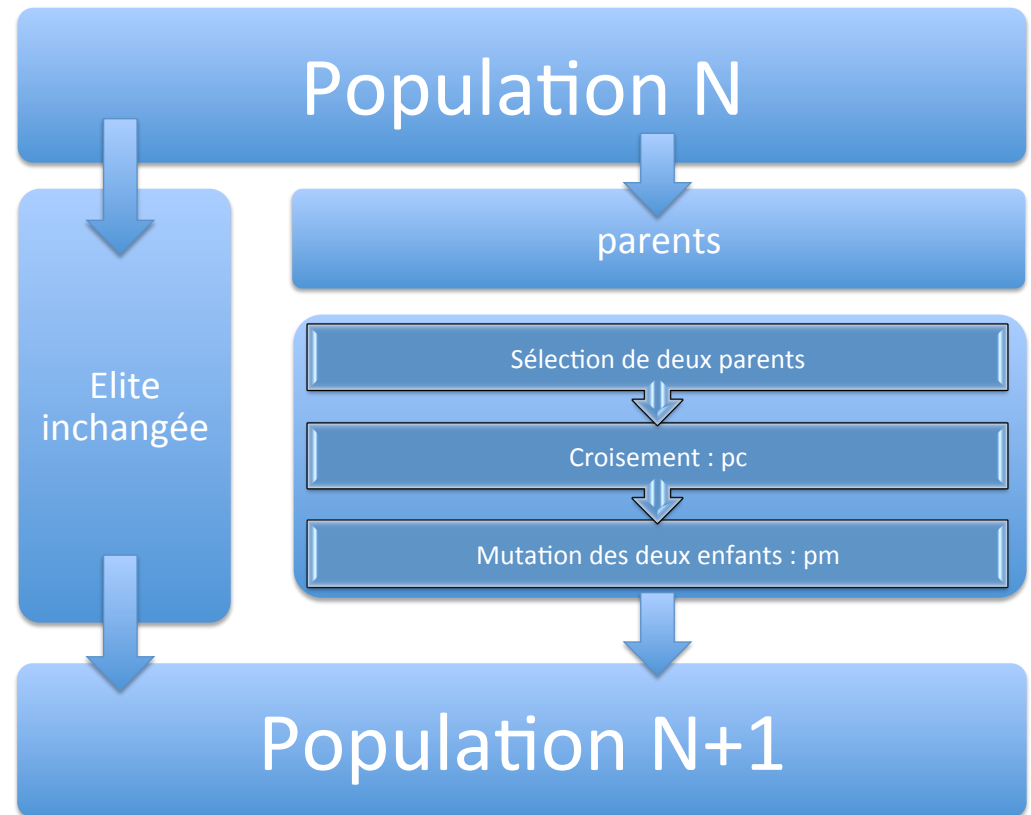 Population N
parents
Elite
inchangée
Sélection de deux parents
Croisement : pc
Mutation des deux enfants : pm
Population N+1